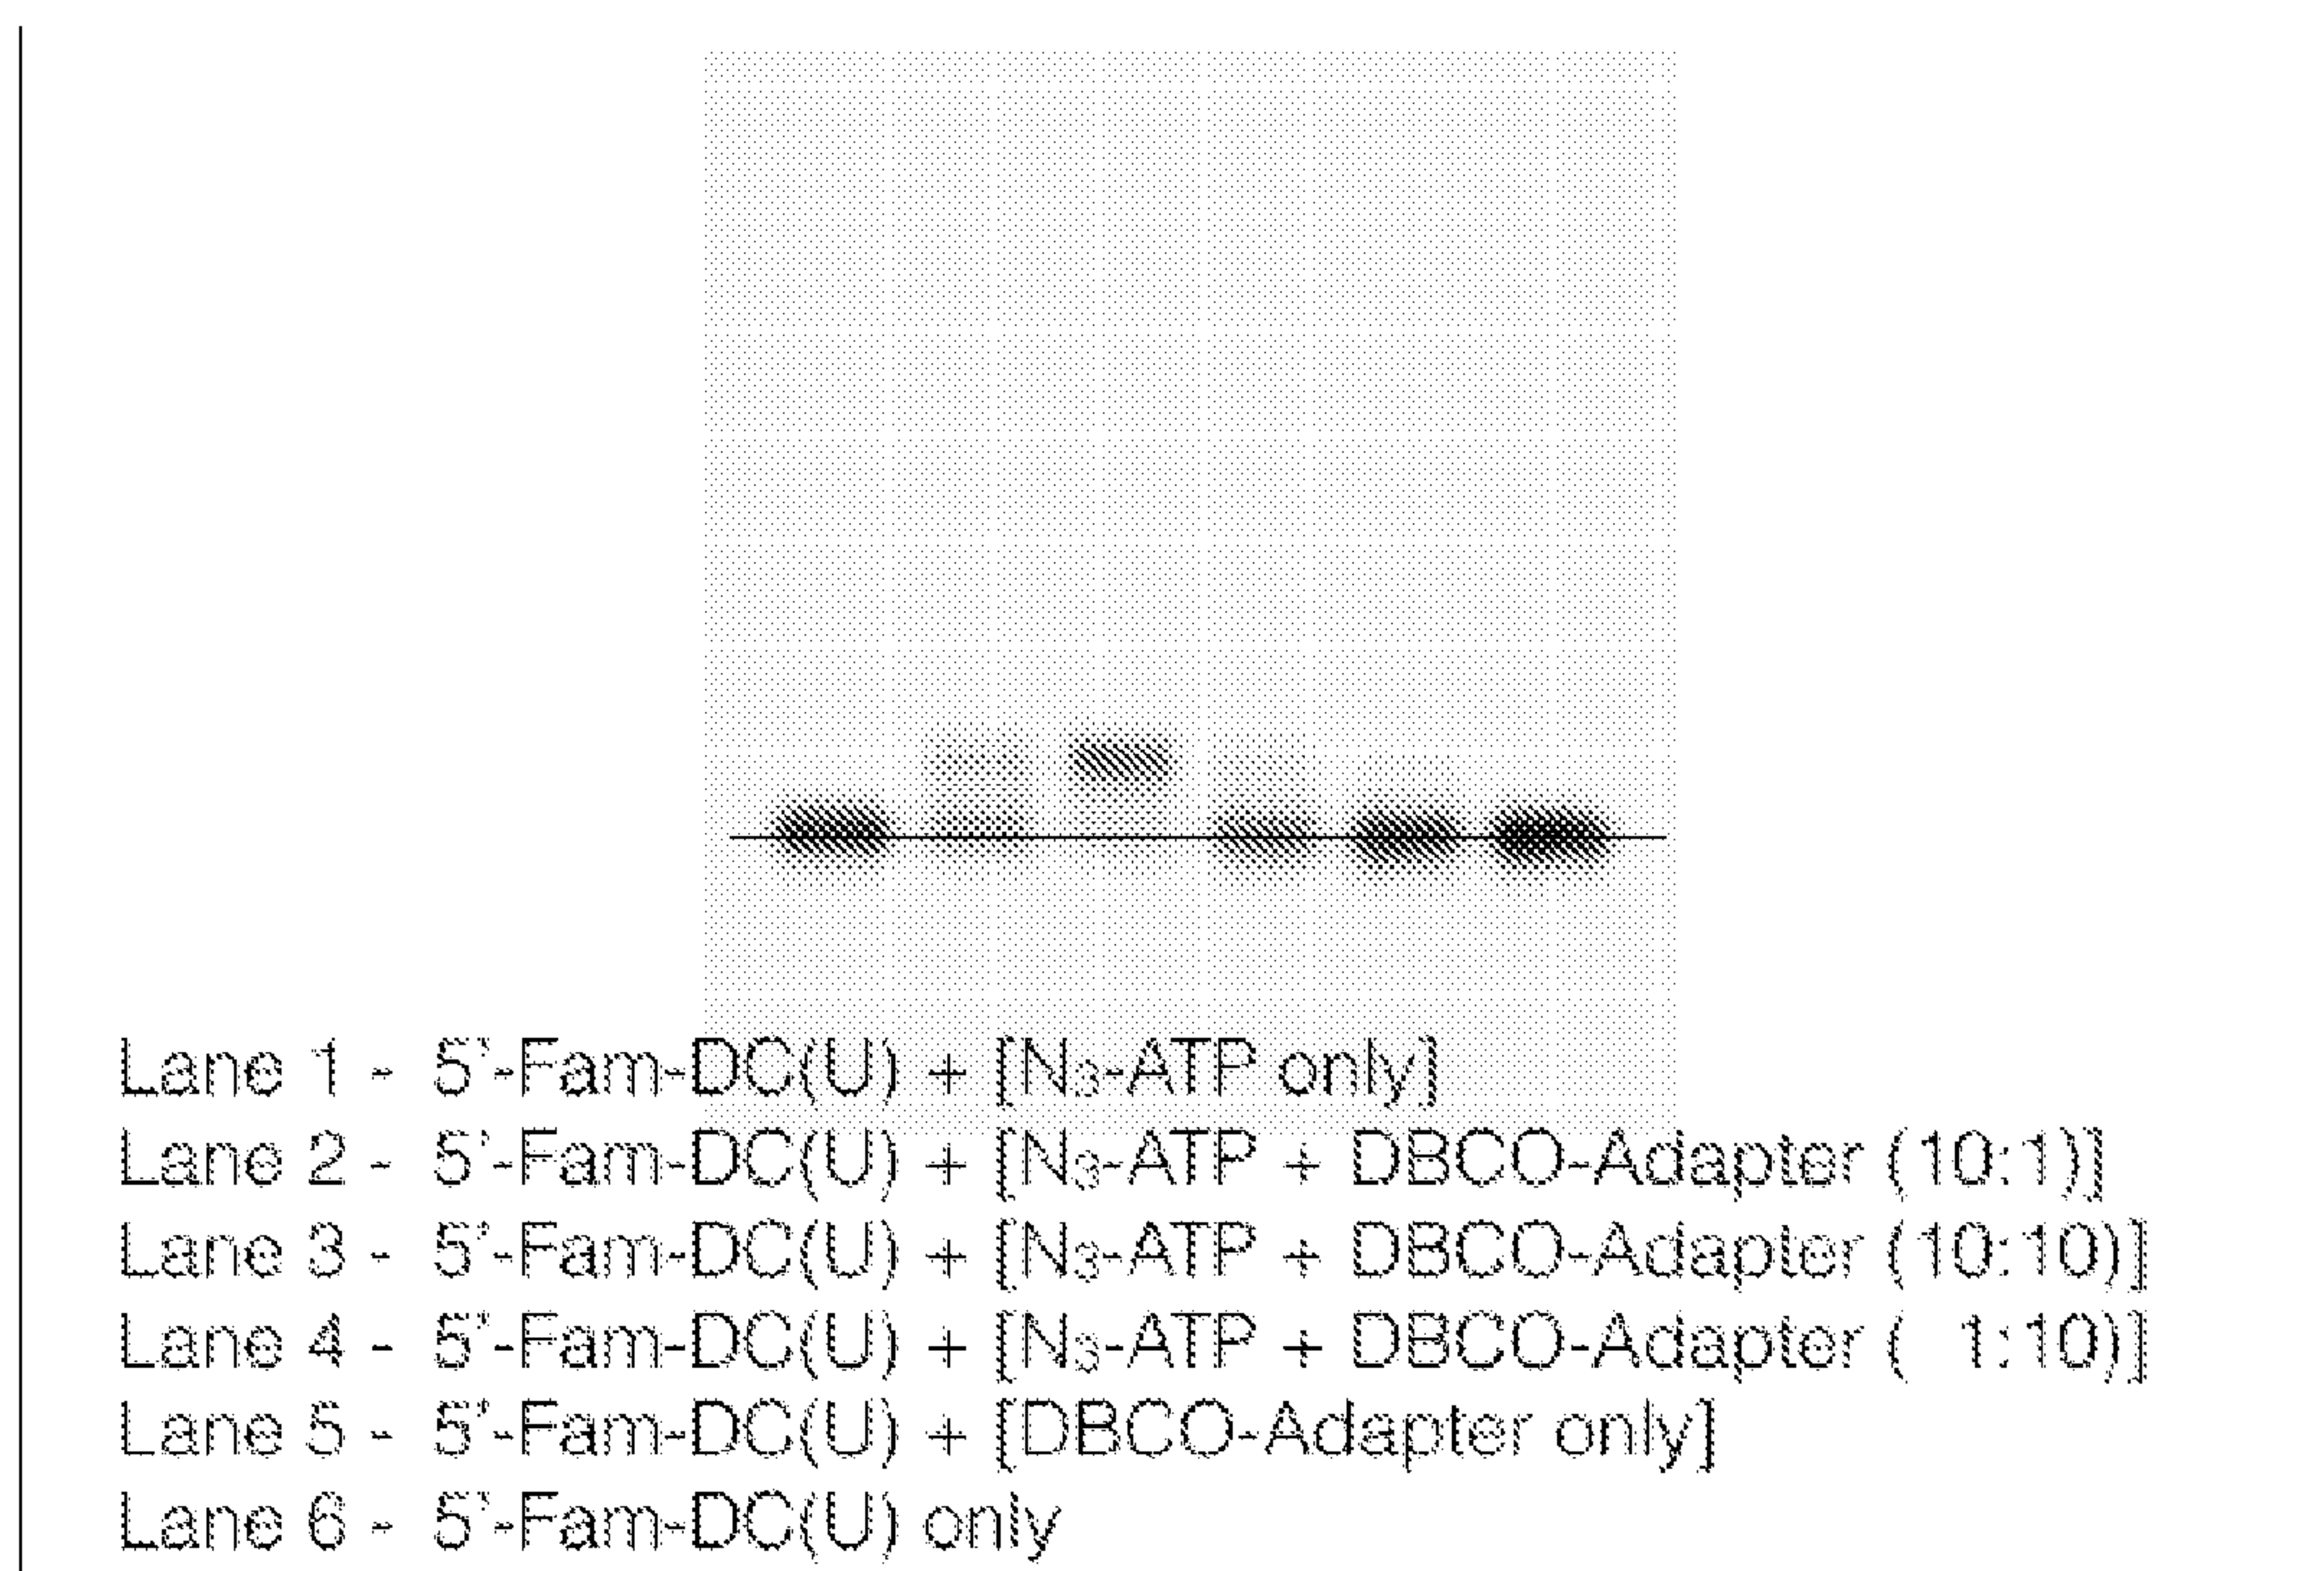 Lane 1 - 5'-Fam-DC(U) + [N₃-ATP only]
Lane 2 - 5'-Fam-DC(U) + [N₃-ATP + DBCO-Adapter (10:1)]
Lane 3 - 5'-Fam-DC(U) + [N₃-ATP + DBCO-Adapter (10:10)]
Lane 4 - 5'-Fam-DC(U) + [N₃-ATP + DBCO-Adapter ( 1:10)]
Lane 5 - 5'-Fam-DC(U) + [DBCO-Adapter only]
Lane 6 - 5'-Fam-DC(U) only